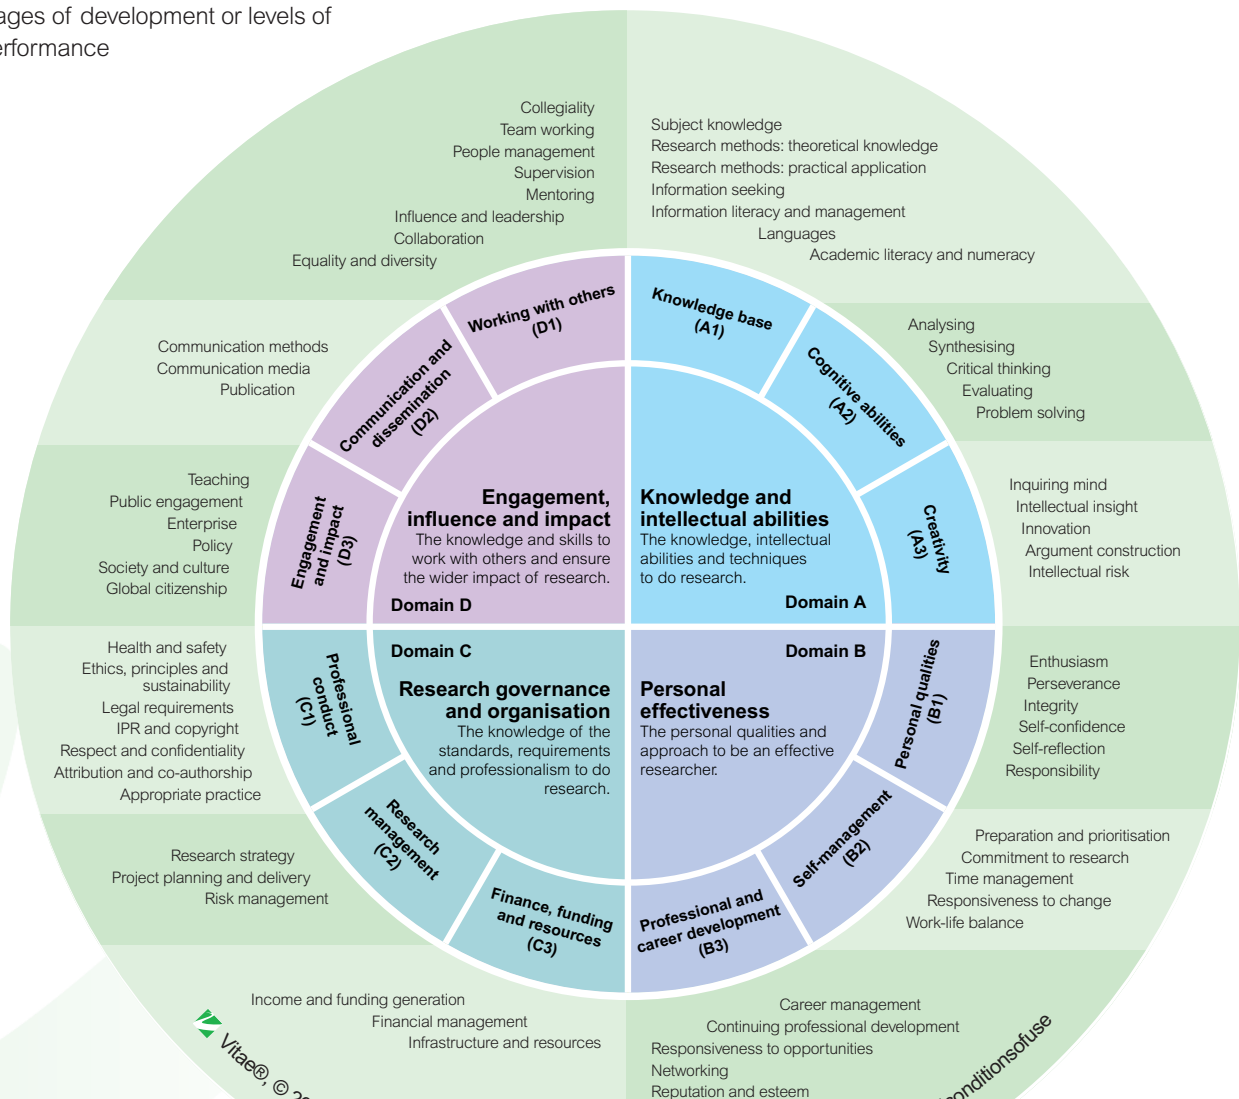 ages of development or levels of
erformance
Collegiality
Team working
People management
Supervision
Mentoring
Influence and leadership
Collaboration
Equality and diversity
Subject knowledge
Research methods: theoretical knowledge
Research methods: practical application
Information seeking
Information literacy and management
Languages
Academic literacy and numeracy
Working with others
(D1)
Knowledge base
(A1)
Communication methods
Communication media
Publication
Communication and
dissemination
(D2)
Cognitive abilities
(A2)
Analysing
Synthesising
Critical thinking
Evaluating
Problem solving
Teaching
Public engagement
Enterprise
Policy
Society and culture
Global citizenship
Engagement
and impact
(D3)
Engagement,
influence and impact
The knowledge and skills to
work with others and ensure
the wider impact of research.
Domain D
Knowledge and
intellectual abilities
The knowledge, intellectual
abilities and techniques
to do research.
Domain A
Creativity
(A3)
Inquiring mind
Intellectual insight
Innovation
Argument construction
Intellectual risk
Health and safety
Ethics, principles and
sustainability
Legal requirements
IPR and copyright
Respect and confidentiality
Attribution and co-authorship
Appropriate practice
Professional
conduct
(C1)
Domain C
Research governance
and organisation
The knowledge of the
standards, requirements
and professionalism to do
research.
Domain B
Personal
effectiveness
The personal qualities and
approach to be an effective
researcher.
Personal qualities
(B1)
Enthusiasm
Perseverance
Integrity
Self-confidence
Self-reflection
Responsibility
Research strategy
Project planning and delivery
Risk management
Research
management
(C2)
Self-management
(B2)
Preparation and prioritisation
Commitment to research
Time management
Responsiveness to change
Work-life balance
Finance, funding
and resources
(C3)
Professional and
career development
(B3)
Income and funding generation
Financial management
Infrastructure and resources
Career management
Continuing professional development
Responsiveness to opportunities
Networking
Reputation and esteem
Vitae®, © 20
conditionsofuse